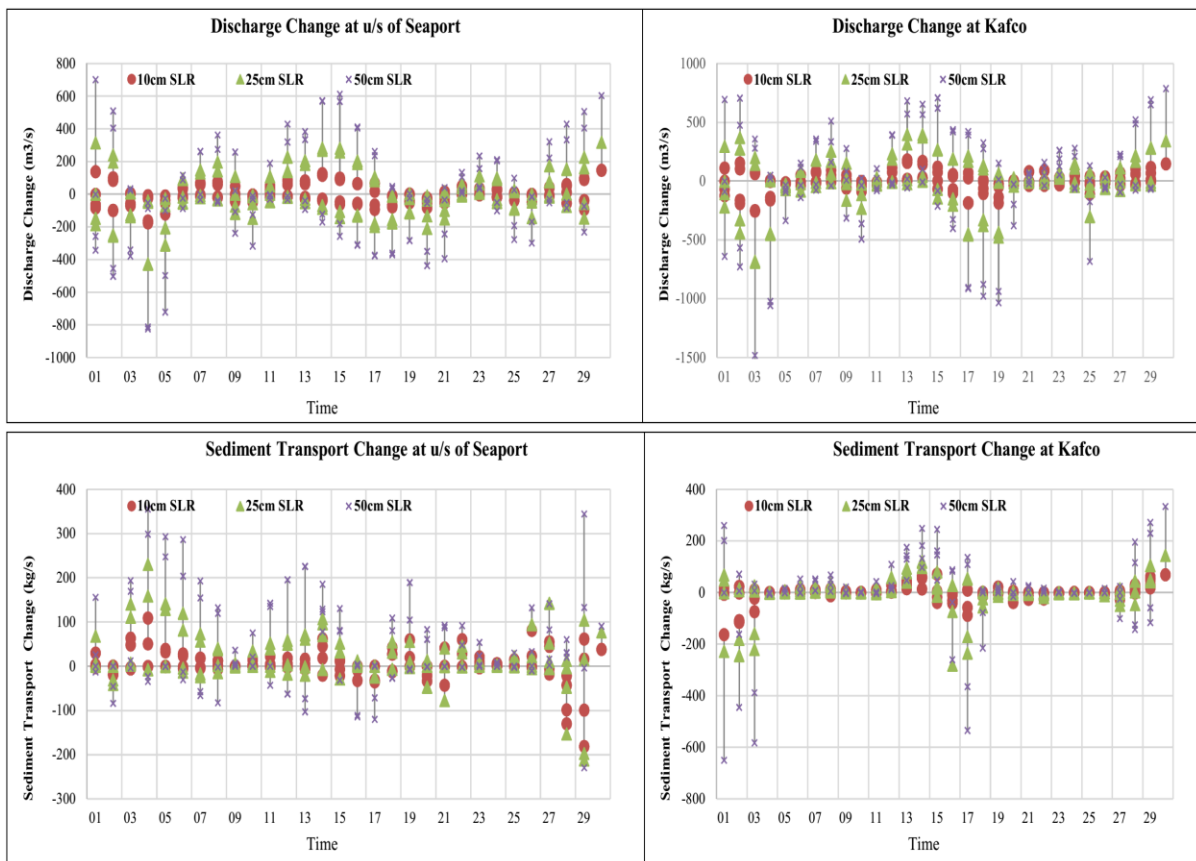 Discharge Change at u/s of Seaport
10cm SLR 25cm SLR 50cm SLR
Discharge Change (m3/s)
800
600
400
200
0
-200
-400
-600
-800
-1000
01 03 05 07 09 11 13 15 17 19 21 23 25 27 29
Time
Discharge Change at Kafco
10cm SLR 25cm SLR 50cm SLR
Discharge Change (m3/s)
1000
500
0
-500
-1000
-1500
01 03 05 07 09 11 13 15 17 19 21 23 25 27 29
Time
Sediment Transport Change at u/s of Seaport
10cm SLR 25cm SLR 50cm SLR
Sediment Transport Change (kg/s)
400
300
200
100
0
-100
-200
-300
01 03 05 07 09 11 13 15 17 19 21 23 25 27 29
Time
Sediment Transport Change at Kafco
10cm SLR 25cm SLR 50cm SLR
Sediment Transport Change (kg/s)
400
200
0
-200
-400
-600
-800
01 03 05 07 09 11 13 15 17 19 21 23 25 27 29
Time